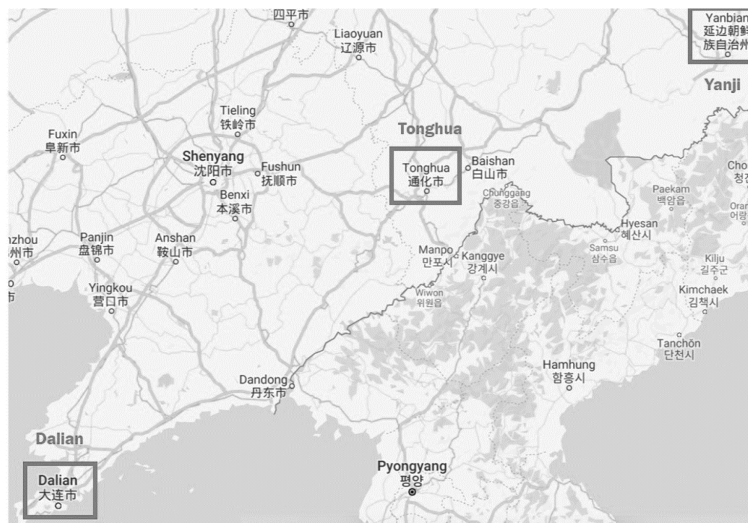 四平市
Liaoyuan
辽源市
Yanbian
延边朝鲜
族自治州
Yanji
Tieling
铁岭市
Fuxin
阜新市
Tonghua
Shenyang
沈阳市
Fushun
抚顺市
Tonghua
通化市
Baishan
白山市
Benxi
本溪市
Chunggang
중강읍
Paekam
백암읍
Panjin
盘锦市
Anshan
鞍山市
Manpo
만포시
Kanggye
강계시
Hyesan
혜산시
Samsu
삼수읍
Kilju
길주군
Yingkou
营口市
Wiwon
위원읍
Kimchaek
김책시
Tanchŏn
단천시
Dandong
丹东市
Hamhung
함흥시
Dalian
Dalian
大连市
Pyongyang
평양